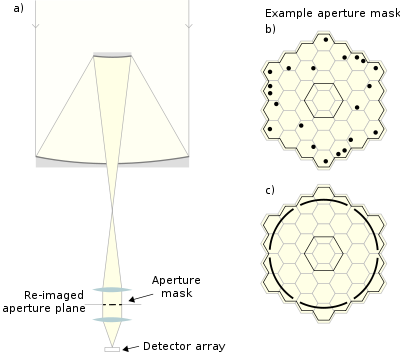 a)
Example aperture mask
b)
c)
Re-imaged
aperture plane
Aperture
mask
Detector array